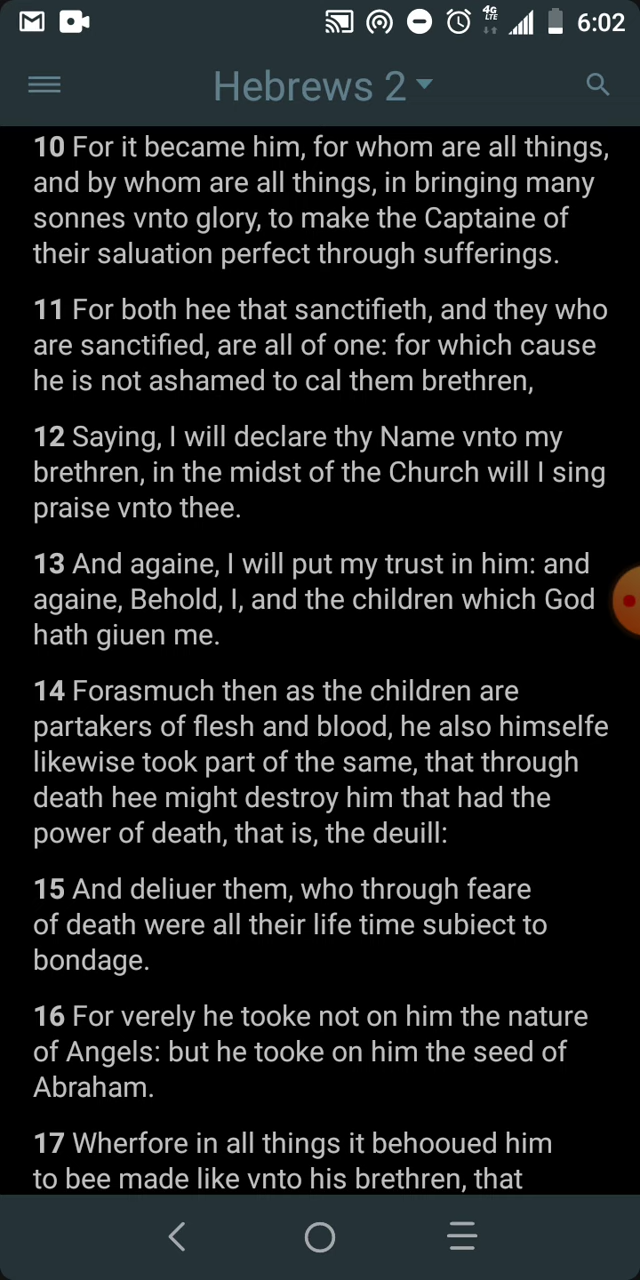 4G
LTE
6:02
Hebrews 2
10 For it became him, for whom are all things,
and by whom are all things, in bringing many
sonnes vnto glory, to make the Captaine of
their saluation perfect through sufferings.
11 For both hee that sanctifieth, and they who
are sanctified, are all of one: for which cause
he is not ashamed to cal them brethren,
12 Saying, I will declare thy Name vnto my
brethren, in the midst of the Church will I sing
praise vnto thee.
13 And againe, I will put my trust in him: and
againe, Behold, I, and the children which God
hath giuen me.
14 Forasmuch then as the children are
partakers of flesh and blood, he also himselfe
likewise took part of the same, that through
death hee might destroy him that had the
power of death, that is, the deuill:
15 And deliuer them, who through feare
of death were all their life time subiect to
bondage.
16 For verely he tooke not on him the nature
of Angels: but he tooke on him the seed of
Abraham.
17 Wherfore in all things it behooued him
to bee made like vnto his brethren, that